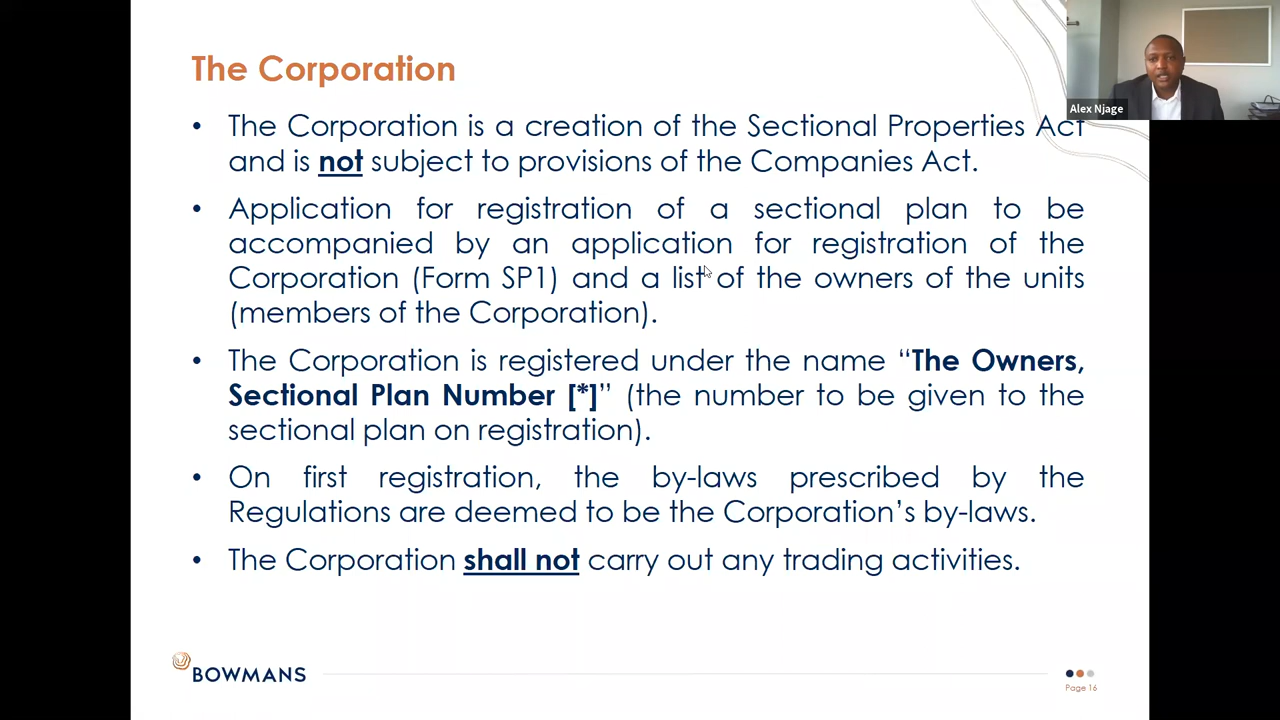 The Corporation
Alex Njage
• The Corporation is a creation of the Sectional Properties Act
and is not subject to provisions of the Companies Act.
• Application for registration of a sectional plan to be
accompanied by an application for registration of the
Corporation (Form SP1) and a list of the owners of the units
(members of the Corporation).
• The Corporation is registered under the name “The Owners,
Sectional Plan Number [*]” (the number to be given to the
sectional plan on registration).
• On first registration, the by-laws prescribed by the
Regulations are deemed to be the Corporation’s by-laws.
• The Corporation shall not carry out any trading activities.
BOWMANS
Page 16